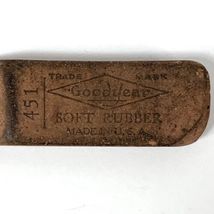 451
TRADE MARK
GoodYear
SOFT RUBBER
MADE IN U.S.A.